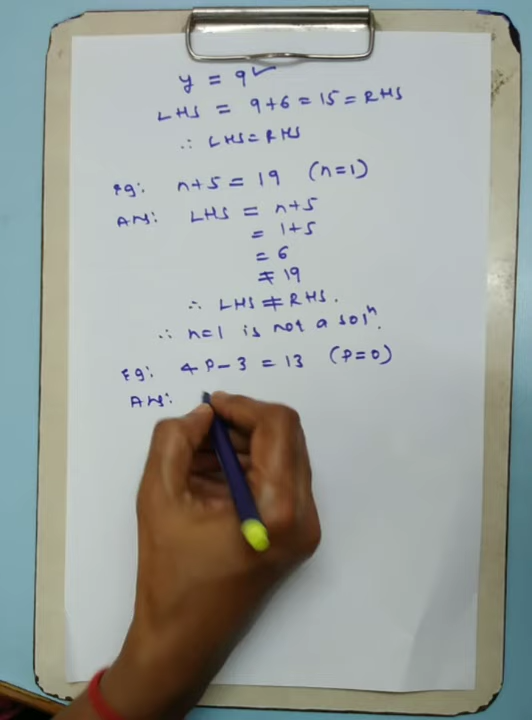 y = 9 ✓
LHS = 9+6 = 15 = RHS
∴ LHS = RHS
Eg: n+5 = 19 (n=1)
Ans: LHS = n+5
= 1+5
= 6
≠ 19
∴ LHS ≠ RHS.
∴ n=1 is not a solⁿ.
Eg: 4P-3 = 13 (P=0)
Ans: